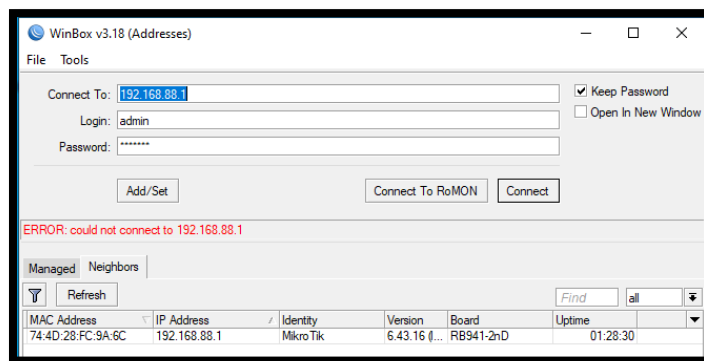 WinBox v3.18 (Addresses)
File Tools
Connect To: 192.168.88.1
Keep Password
Login: admin
Open In New Window
Password: *******
Add/Set Connect To RoMON Connect
ERROR: could not connect to 192.168.88.1
Managed Neighbors
Refresh Find all
MAC Address IP Address Identity Version Board Uptime
74:4D:28:FC:9A:6C 192.168.88.1 MikroTik 6.43.16 (l... RB941-2nD 01:28:30